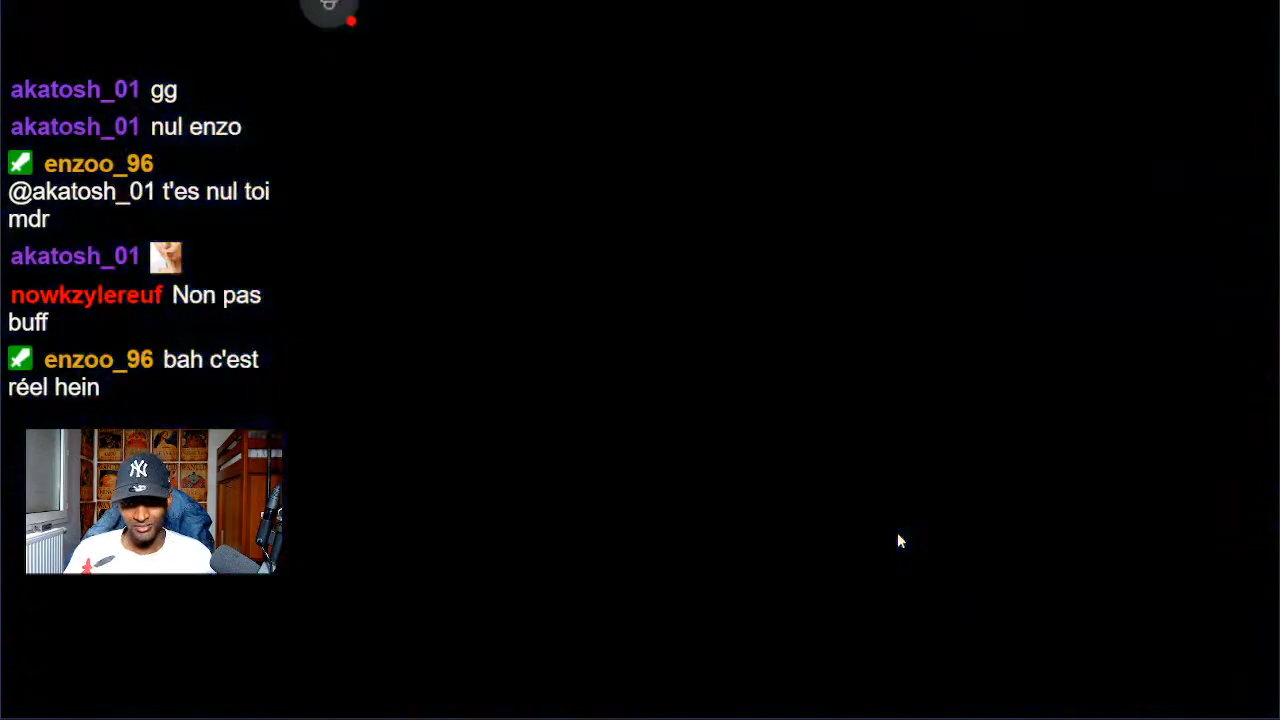 akatosh_01 gg
akatosh_01 nul enzo
enzoo_96
@akatosh_01 t'es nul toi
mdr
akatosh_01
nowkzylereuf Non pas
buff
enzoo_96 bah c'est
réel hein
NY